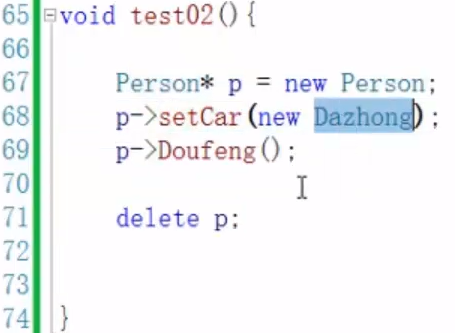 65 void test02(){
66
67 Person* p = new Person;
68 p->setCar(new Dazhong);
69 p->Doufeng();
70
71 delete p;
72
73
74 }